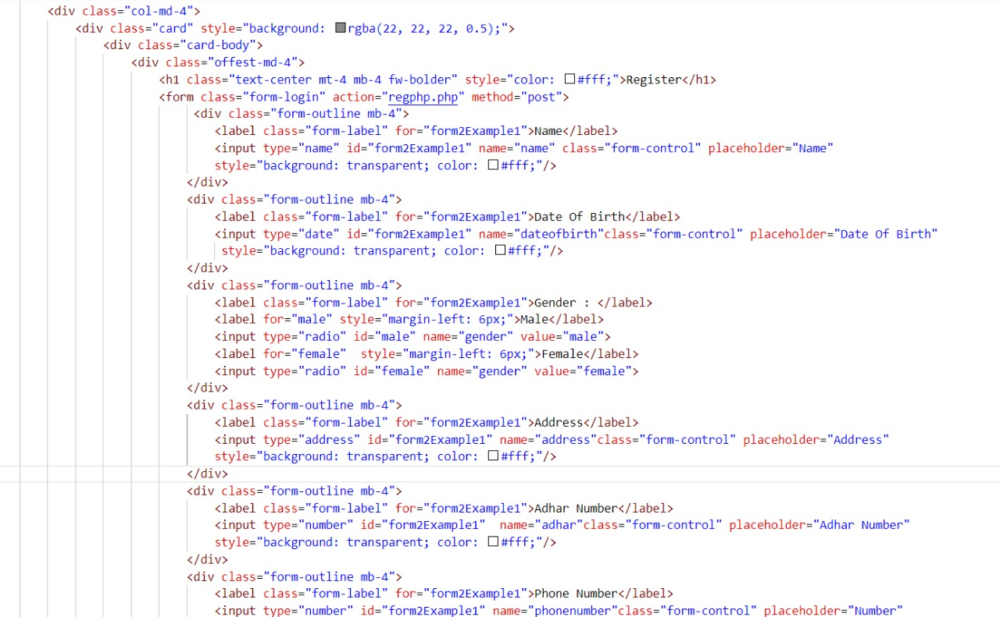 <div class="col-md-4">
<div class="card" style="background: rgba(22, 22, 22, 0.5);">
<div class="card-body">
<div class="offest-md-4">
<h1 class="text-center mt-4 mb-4 fw-bolder" style="color: #fff;">Register</h1>
<form class="form-login" action="regphp.php" method="post">
<div class="form-outline mb-4">
<label class="form-label" for="form2Example1">Name</label>
<input type="name" id="form2Example1" name="name" class="form-control" placeholder="Name"
style="background: transparent; color: #fff;"/>
</div>
<div class="form-outline mb-4">
<label class="form-label" for="form2Example1">Date Of Birth</label>
<input type="date" id="form2Example1" name="dateofbirth"class="form-control" placeholder="Date Of Birth"
style="background: transparent; color: #fff;"/>
</div>
<div class="form-outline mb-4">
<label class="form-label" for="form2Example1">Gender : </label>
<label for="male" style="margin-left: 6px;">Male</label>
<input type="radio" id="male" name="gender" value="male">
<label for="female"  style="margin-left: 6px;">Female</label>
<input type="radio" id="female" name="gender" value="female">
</div>
<div class="form-outline mb-4">
<label class="form-label" for="form2Example1">Address</label>
<input type="address" id="form2Example1" name="address"class="form-control" placeholder="Address"
style="background: transparent; color: #fff;"/>
</div>
<div class="form-outline mb-4">
<label class="form-label" for="form2Example1">Adhar Number</label>
<input type="number" id="form2Example1"  name="adhar"class="form-control" placeholder="Adhar Number"
style="background: transparent; color: #fff;"/>
</div>
<div class="form-outline mb-4">
<label class="form-label" for="form2Example1">Phone Number</label>
<input type="number" id="form2Example1" name="phonenumber"class="form-control" placeholder="Number"